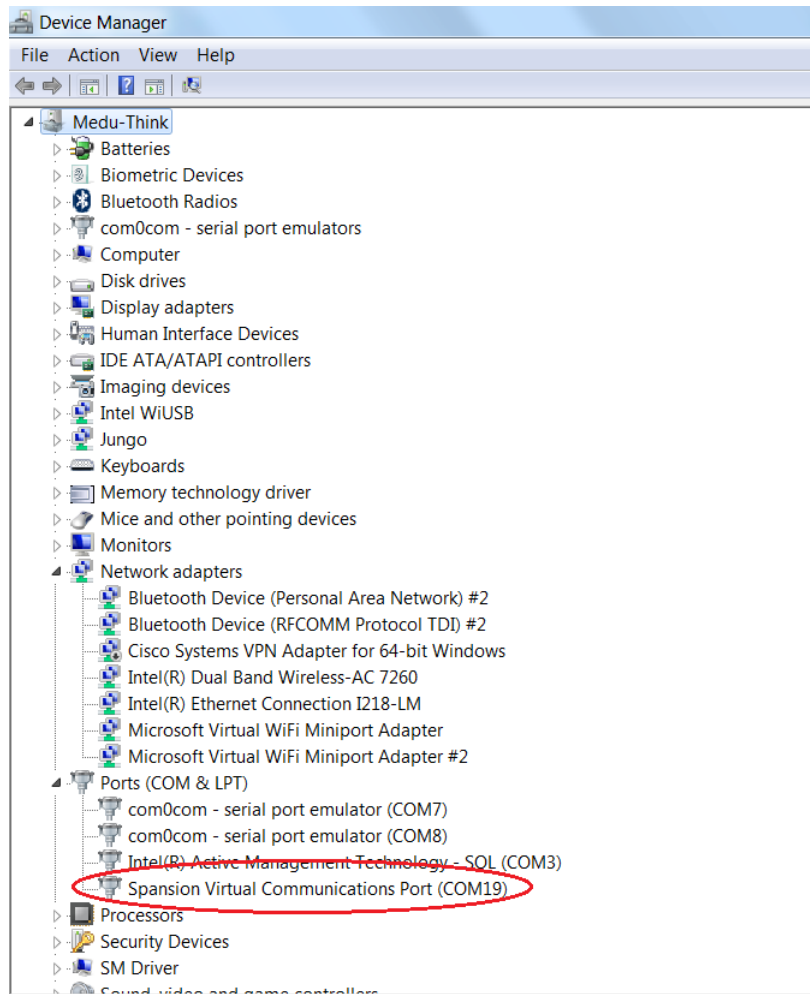 Device Manager
File Action View Help
Medu-Think
Batteries
Biometric Devices
Bluetooth Radios
com0com - serial port emulators
Computer
Disk drives
Display adapters
Human Interface Devices
IDE ATA/ATAPI controllers
Imaging devices
Intel WiUSB
Jungo
Keyboards
Memory technology driver
Mice and other pointing devices
Monitors
Network adapters
Bluetooth Device (Personal Area Network) #2
Bluetooth Device (RFCOMM Protocol TDI) #2
Cisco Systems VPN Adapter for 64-bit Windows
Intel(R) Dual Band Wireless-AC 7260
Intel(R) Ethernet Connection I218-LM
Microsoft Virtual WiFi Miniport Adapter
Microsoft Virtual WiFi Miniport Adapter #2
Ports (COM & LPT)
com0com - serial port emulator (COM7)
com0com - serial port emulator (COM8)
Intel(R) Active Management Technology - SOL (COM3)
Spansion Virtual Communications Port (COM19)
Processors
Security Devices
SM Driver
Sound, video and game controllers